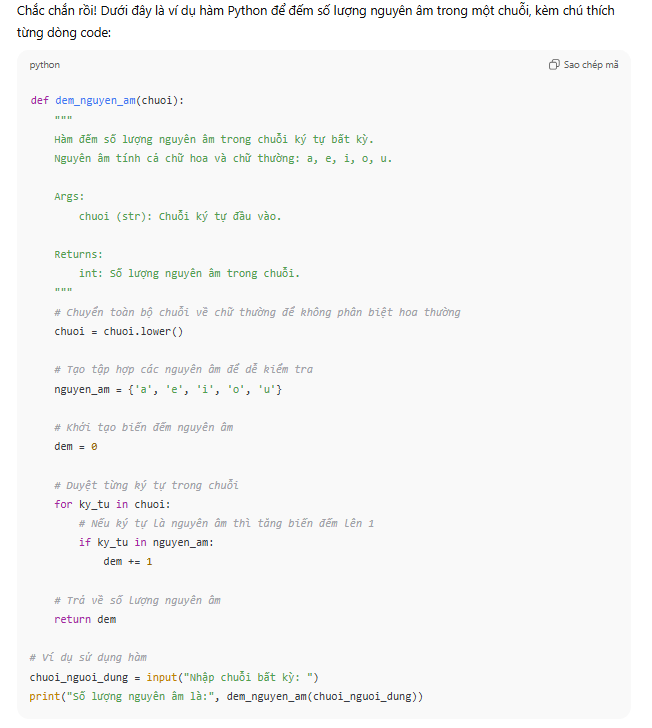 Chắc chắn rồi! Dưới đây là ví dụ hàm Python để đếm số lượng nguyên âm trong một chuỗi, kèm chú thích
từng dòng code:
python
Sao chép mã
def dem_nguyen_am(chuoi):
    """
    Hàm đếm số lượng nguyên âm trong chuỗi ký tự bất kỳ.
    Nguyên âm tính cả chữ hoa và chữ thường: a, e, i, o, u.

    Args:
        chuoi (str): Chuỗi ký tự đầu vào.

    Returns:
        int: Số lượng nguyên âm trong chuỗi.
    """
    # Chuyển toàn bộ chuỗi về chữ thường để không phân biệt hoa thường
    chuoi = chuoi.lower()

    # Tạo tập hợp các nguyên âm để dễ kiểm tra
    nguyen_am = {'a', 'e', 'i', 'o', 'u'}

    # Khởi tạo biến đếm nguyên âm
    dem = 0

    # Duyệt từng ký tự trong chuỗi
    for ky_tu in chuoi:
        # Nếu ký tự là nguyên âm thì tăng biến đếm lên 1
        if ky_tu in nguyen_am:
            dem += 1

    # Trả về số lượng nguyên âm
    return dem

# Ví dụ sử dụng hàm
chuoi_nguoi_dung = input("Nhập chuỗi bất kỳ: ")
print("Số lượng nguyên âm là:", dem_nguyen_am(chuoi_nguoi_dung))